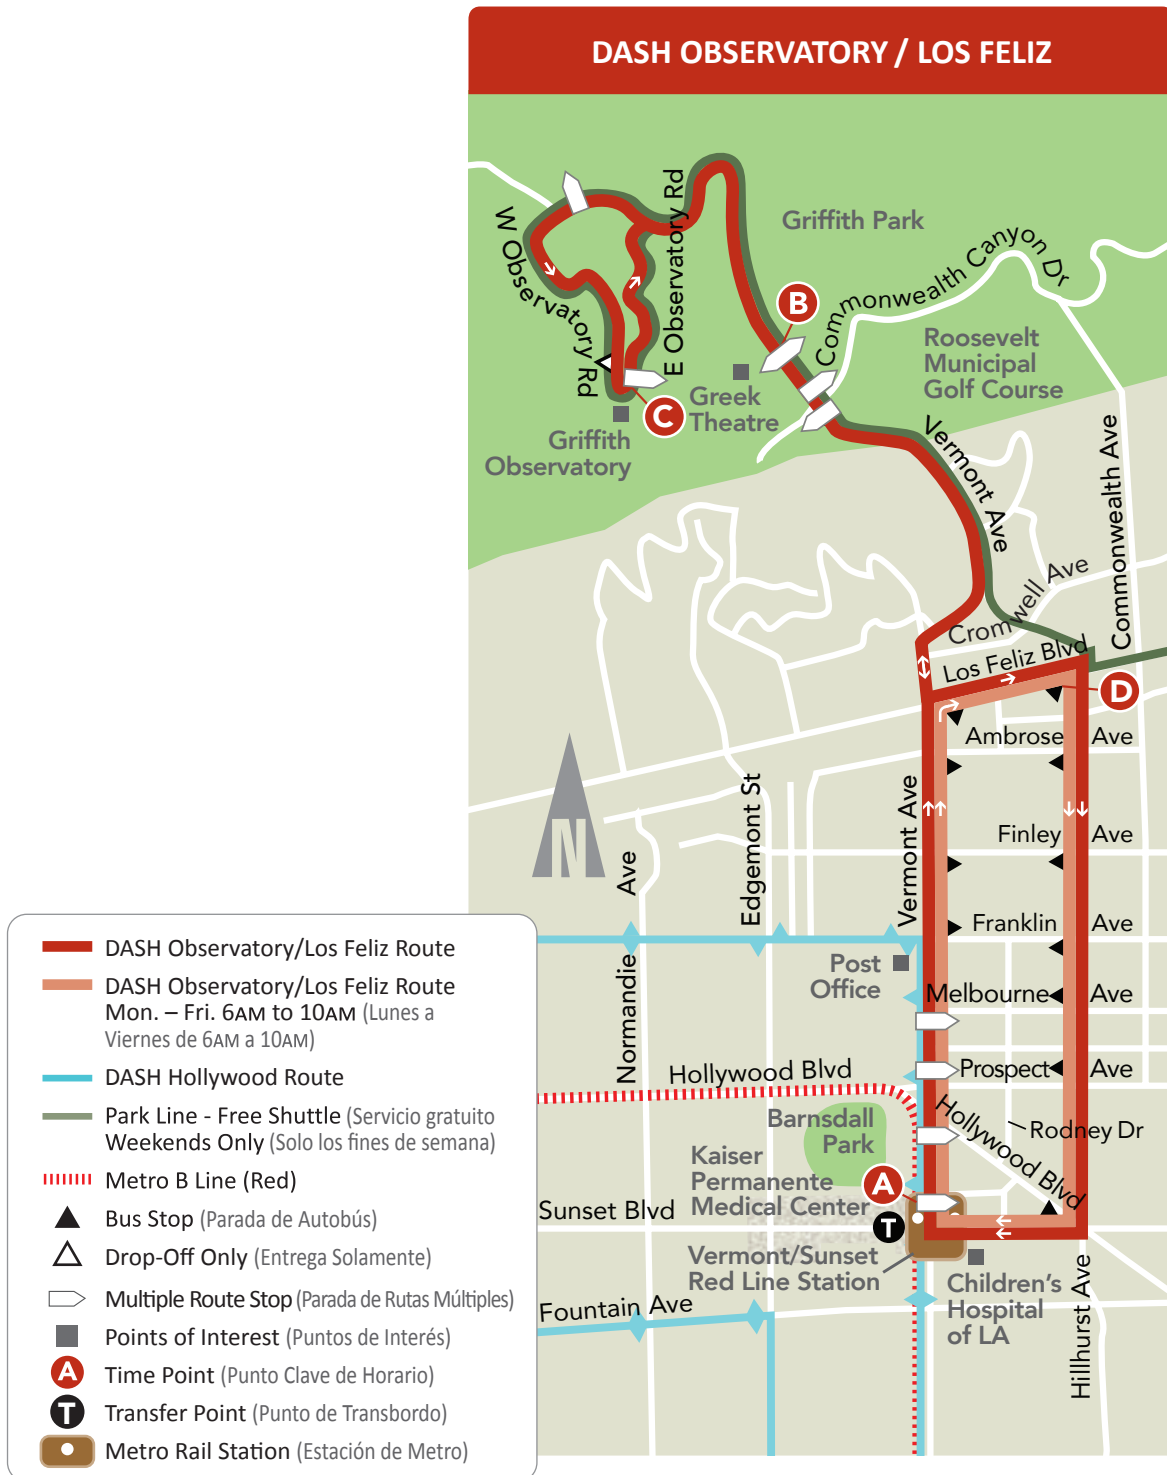 DASH OBSERVATORY / LOS FELIZ
W Observatory Rd
E Observatory Rd
Griffith Park
Commonwealth Canyon Dr
B
Roosevelt
Municipal
Golf Course
Greek
Theatre
C
Griffith
Observatory
Vermont Ave
Commonwealth Ave
Cromwell Ave
Los Feliz Blvd
D
Ambrose Ave
N
Edgemont St
Vermont Ave
Finley Ave
Normandie Ave
Franklin Ave
Post
Office
Melbourne Ave
Hollywood Blvd
Prospect Ave
Barnsdall
Park
Hollywood Blvd
Rodney Dr
Kaiser
Permanente
Medical Center
A
Sunset Blvd
T
Vermont/Sunset
Red Line Station
Children's
Hospital
of LA
Fountain Ave
Hillhurst Ave
DASH Observatory/Los Feliz Route
DASH Observatory/Los Feliz Route
Mon. – Fri. 6AM to 10AM (Lunes a
Viernes de 6AM a 10AM)
DASH Hollywood Route
Park Line - Free Shuttle (Servicio gratuito
Weekends Only (Solo los fines de semana)
Metro B Line (Red)
Bus Stop (Parada de Autobús)
Drop-Off Only (Entrega Solamente)
Multiple Route Stop (Parada de Rutas Múltiples)
Points of Interest (Puntos de Interés)
A Time Point (Punto Clave de Horario)
T Transfer Point (Punto de Transbordo)
Metro Rail Station (Estación de Metro)